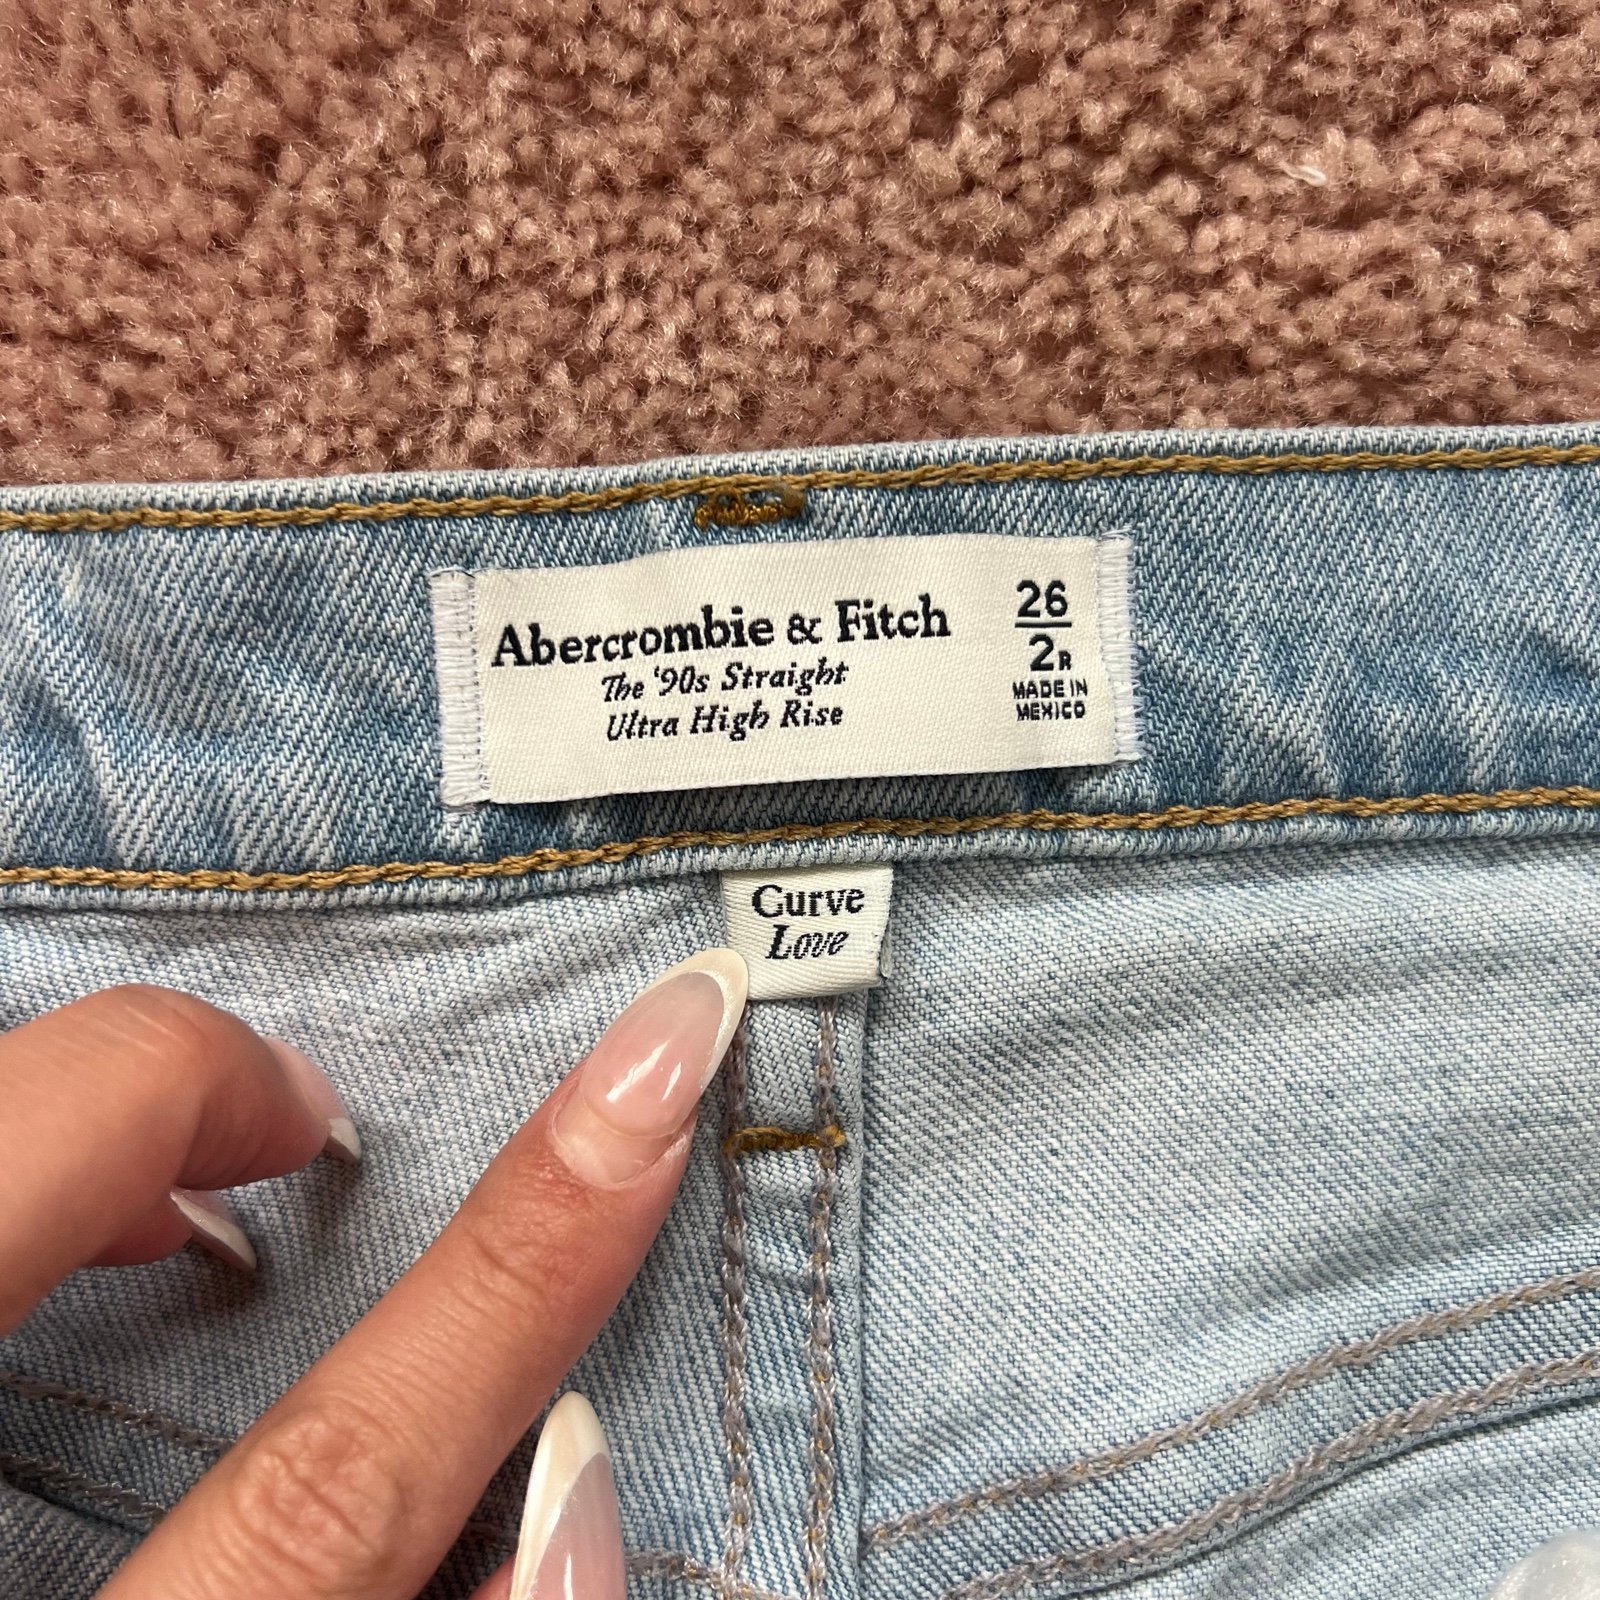 Abercrombie & Fitch
The '90s Straight
Ultra High Rise
26
2R
MADE IN
MEXICO
Curve
Love